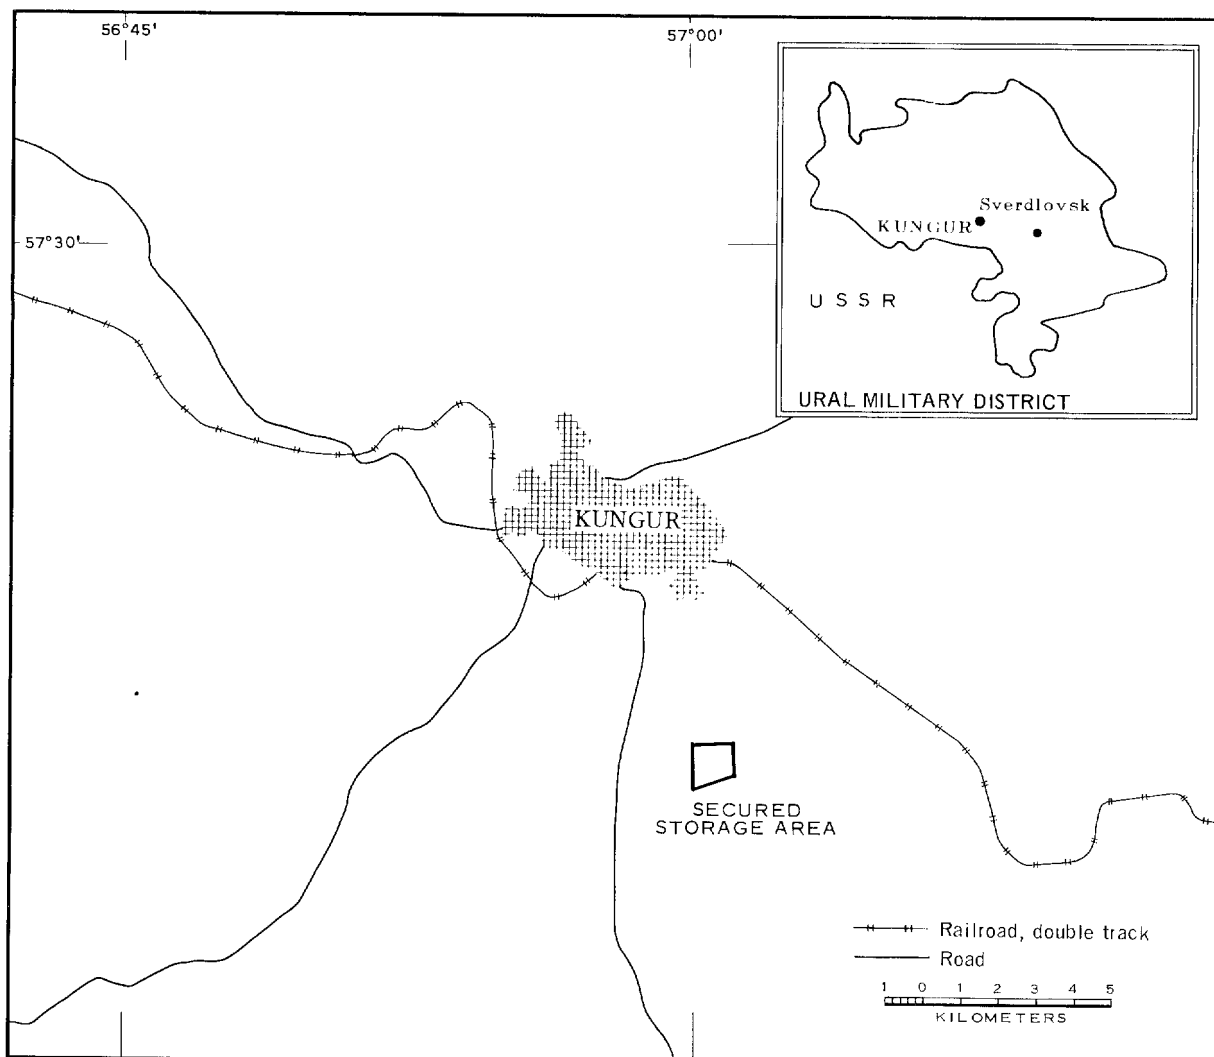 56°45'
57°00'
57°30'
Sverdlovsk
KUNGUR
U S S R
URAL MILITARY DISTRICT
KUNGUR
SECURED
STORAGE AREA
Railroad, double track
Road
1 0 1 2 3 4 5
KILOMETERS